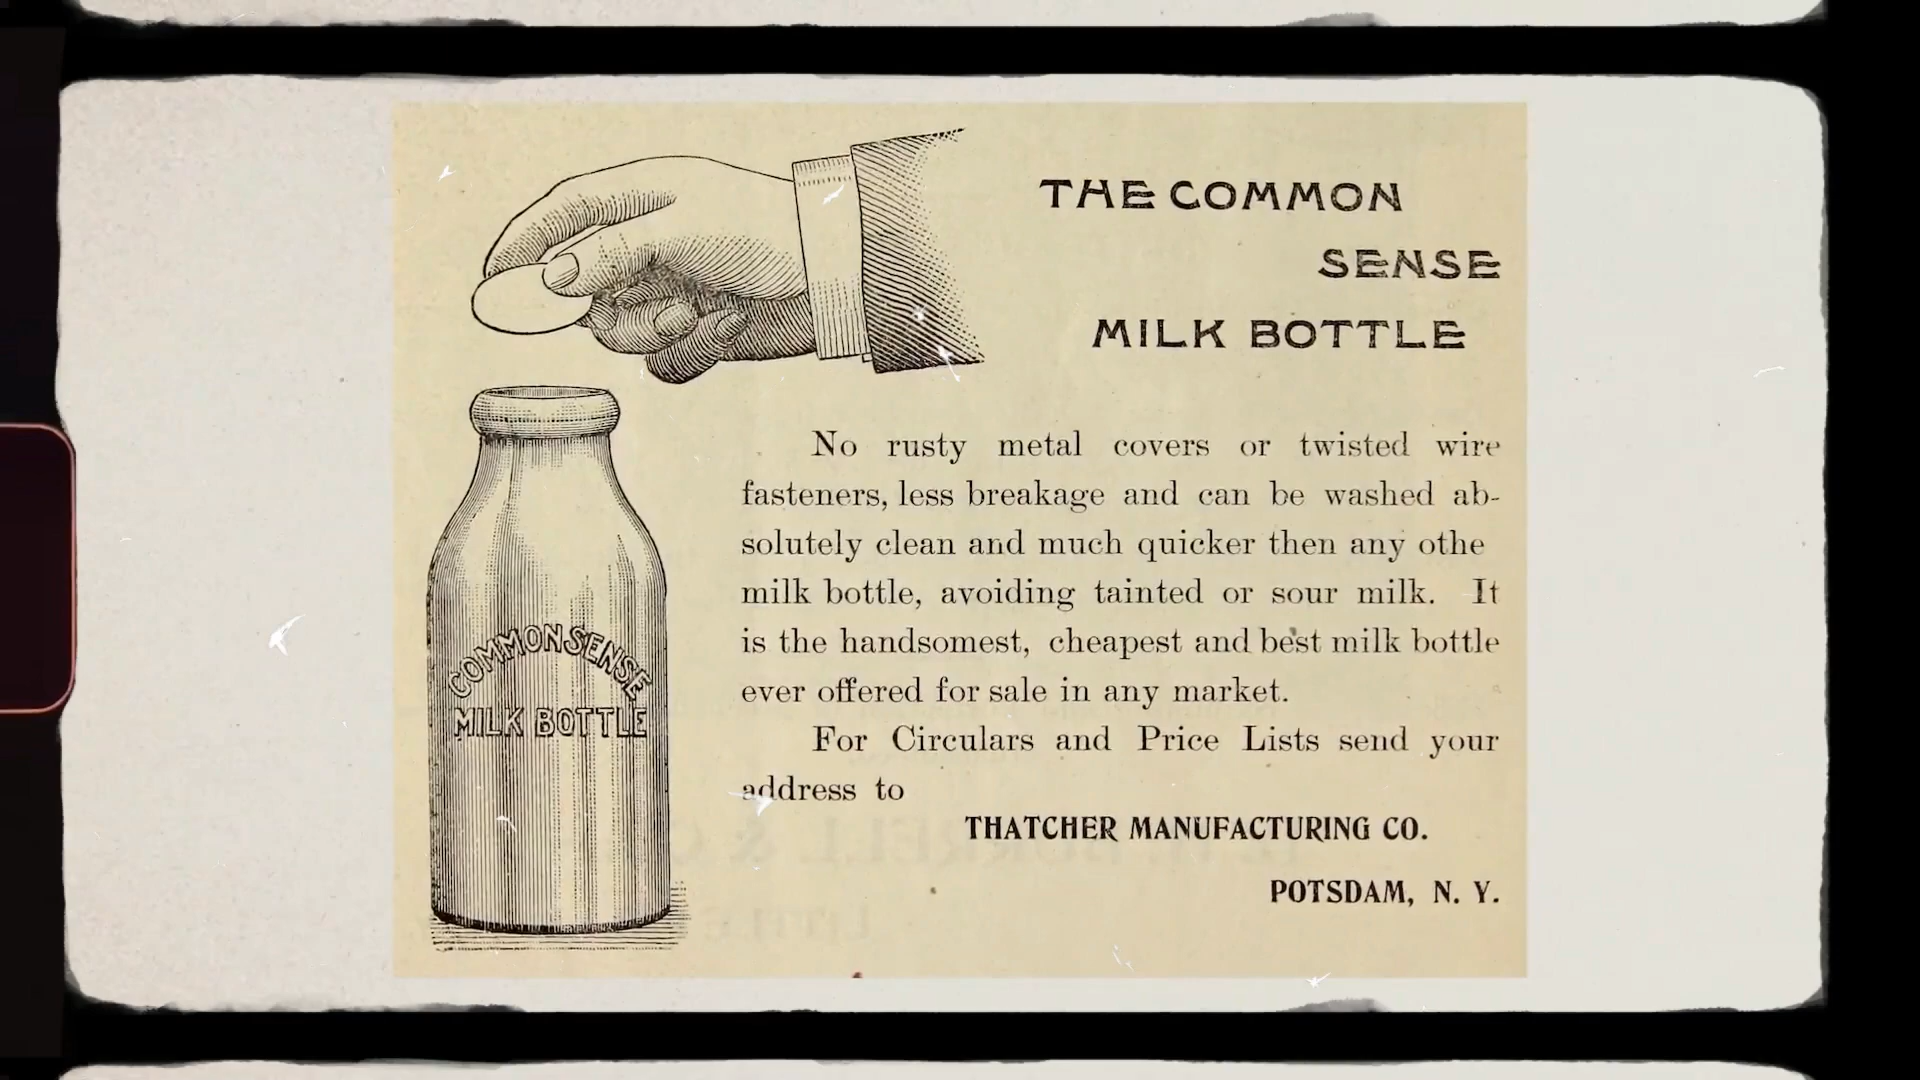 THE COMMON
SENSE
MILK BOTTLE
No rusty metal covers or twisted wire
fasteners, less breakage and can be washed ab-
solutely clean and much quicker then any othe
milk bottle, avoiding tainted or sour milk. It
is the handsomest, cheapest and best milk bottle
ever offered for sale in any market.
For Circulars and Price Lists send your
address to
THATCHER MANUFACTURING CO.
POTSDAM, N. Y.
COMMON SENSE
MILK BOTTLE